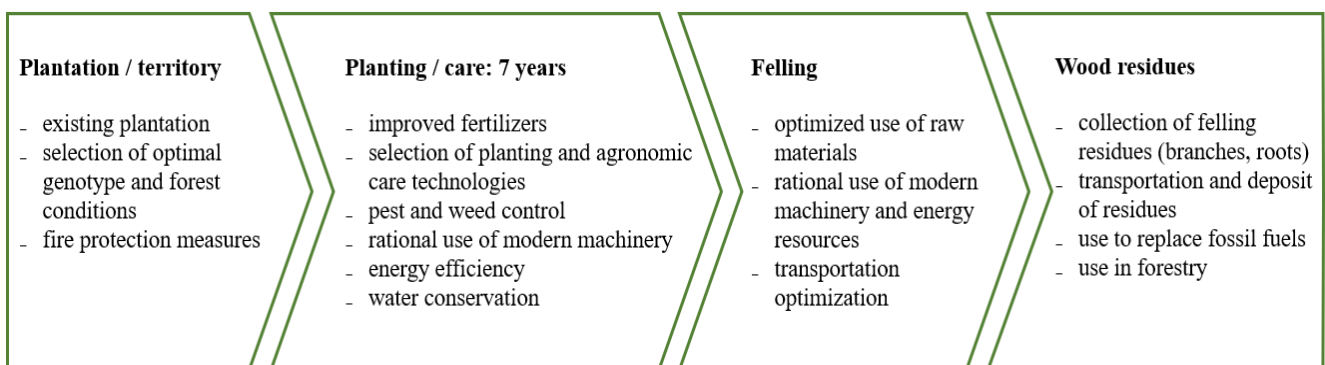 Plantation / territory
- existing plantation
- selection of optimal
genotype and forest
conditions
- fire protection measures
Planting / care: 7 years
- improved fertilizers
- selection of planting and agronomic
care technologies
- pest and weed control
- rational use of modern machinery
- energy efficiency
- water conservation
Felling
- optimized use of raw
materials
- rational use of modern
machinery and energy
resources
- transportation
optimization
Wood residues
- collection of felling
residues (branches, roots)
- transportation and deposit
of residues
- use to replace fossil fuels
- use in forestry